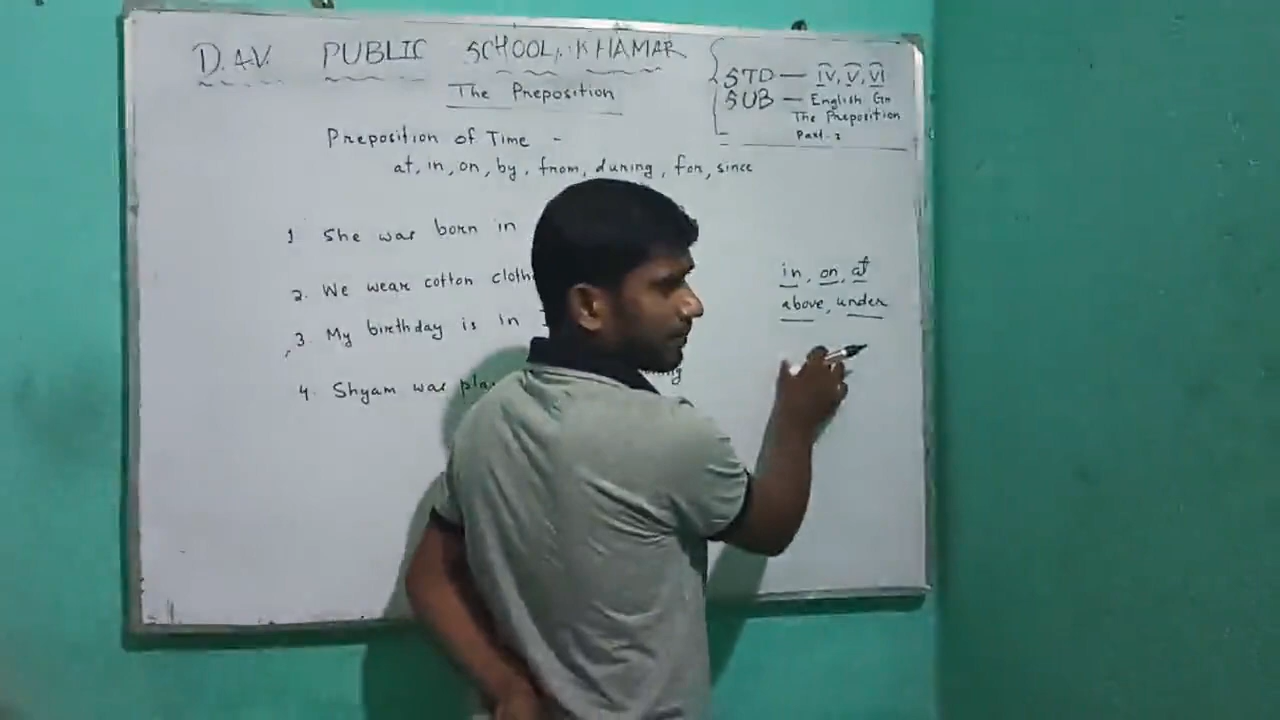 D.A.V. PUBLIC SCHOOL, KHAMAR
The Preposition
STD — IV, V, VI
SUB — English Gr
The Preposition
Part-2
Preposition of Time -
at, in, on, by, from, during, for, since
1 She was born in
2. We wear cotton cloth
3. My birthday is in
4. Shyam was pla
in, on, at
above, under